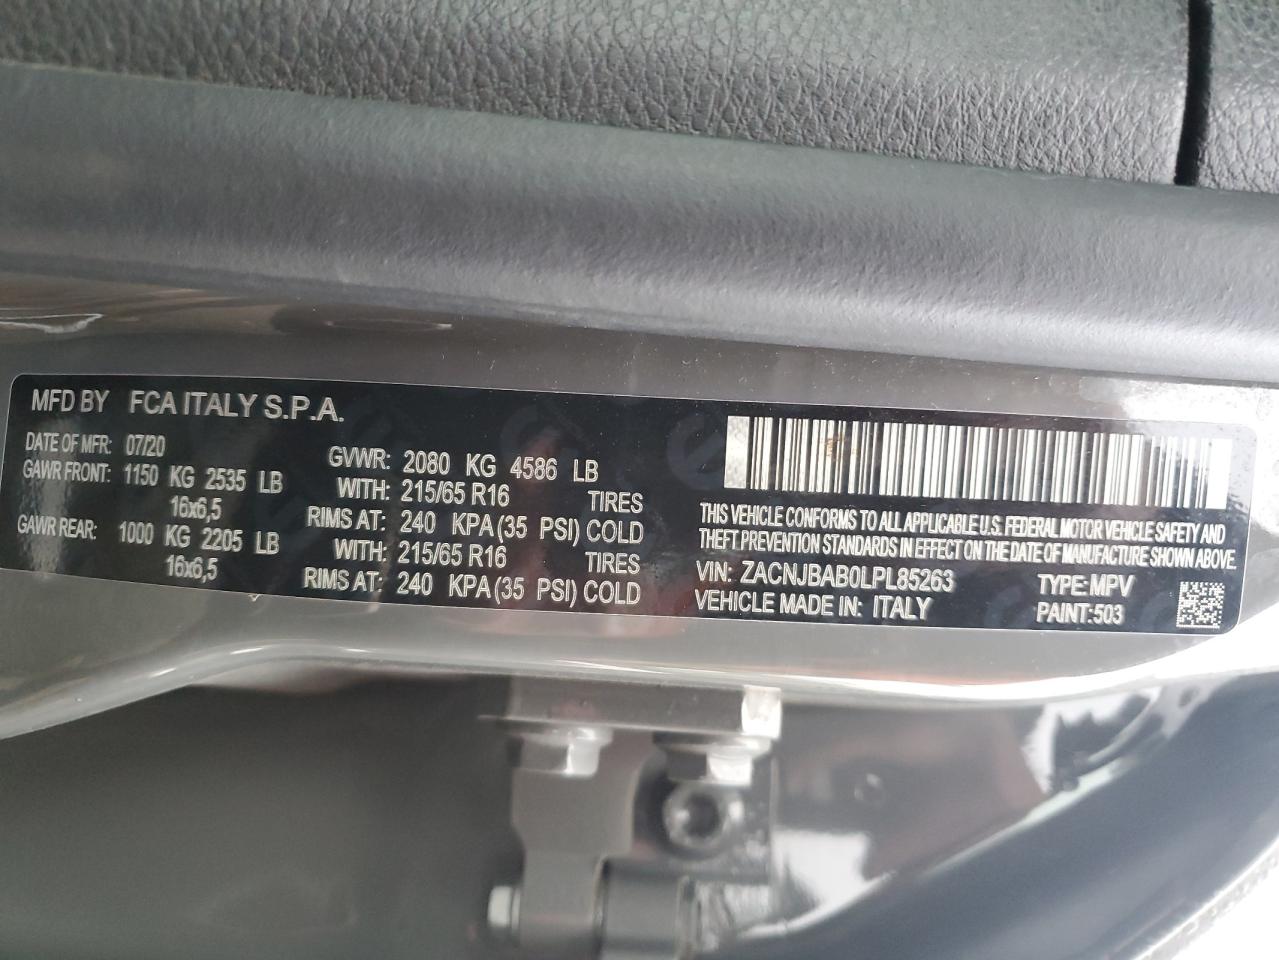 MFD BY FCA ITALY S.P.A.
DATE OF MFR: 07/20 GVWR: 2080 KG 4586 LB
GAWR FRONT: 1150 KG 2535 LB WITH: 215/65 R16 TIRES
16x6,5 RIMS AT: 240 KPA(35 PSI) COLD
GAWR REAR: 1000 KG 2205 LB WITH: 215/65 R16 TIRES
16x6,5 RIMS AT: 240 KPA(35 PSI) COLD
THIS VEHICLE CONFORMS TO ALL APPLICABLE U.S. FEDERAL MOTOR VEHICLE SAFETY AND
THEFT PREVENTION STANDARDS IN EFFECT ON THE DATE OF MANUFACTURE SHOWN ABOVE.
VIN: ZACNJBAB0LPL85263 TYPE: MPV
VEHICLE MADE IN: ITALY PAINT: 503